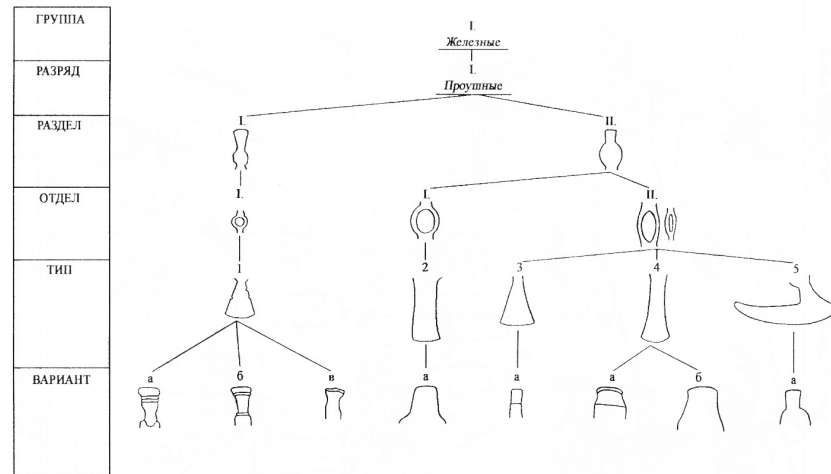 ГРУППА
I.
Железные
РАЗРЯД
I.
Проушные
РАЗДЕЛ
I.
II.
ОТДЕЛ
I.
I.
II.
ТИП
1
2
3
4
5
ВАРИАНТ
а
б
в
а
а
а
б
а